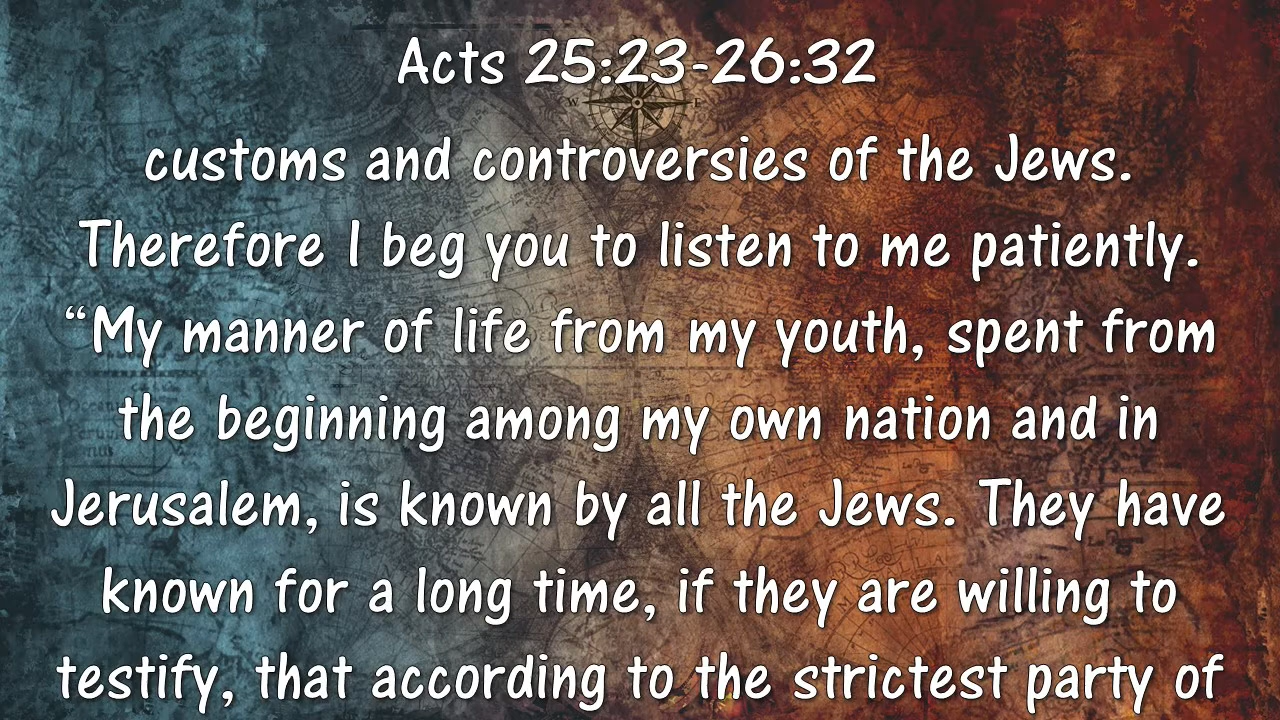 Acts 25:23-26:32
W E
customs and controversies of the Jews.
Therefore I beg you to listen to me patiently.
“My manner of life from my youth, spent from
the beginning among my own nation and in
Jerusalem, is known by all the Jews. They have
known for a long time, if they are willing to
testify, that according to the strictest party of